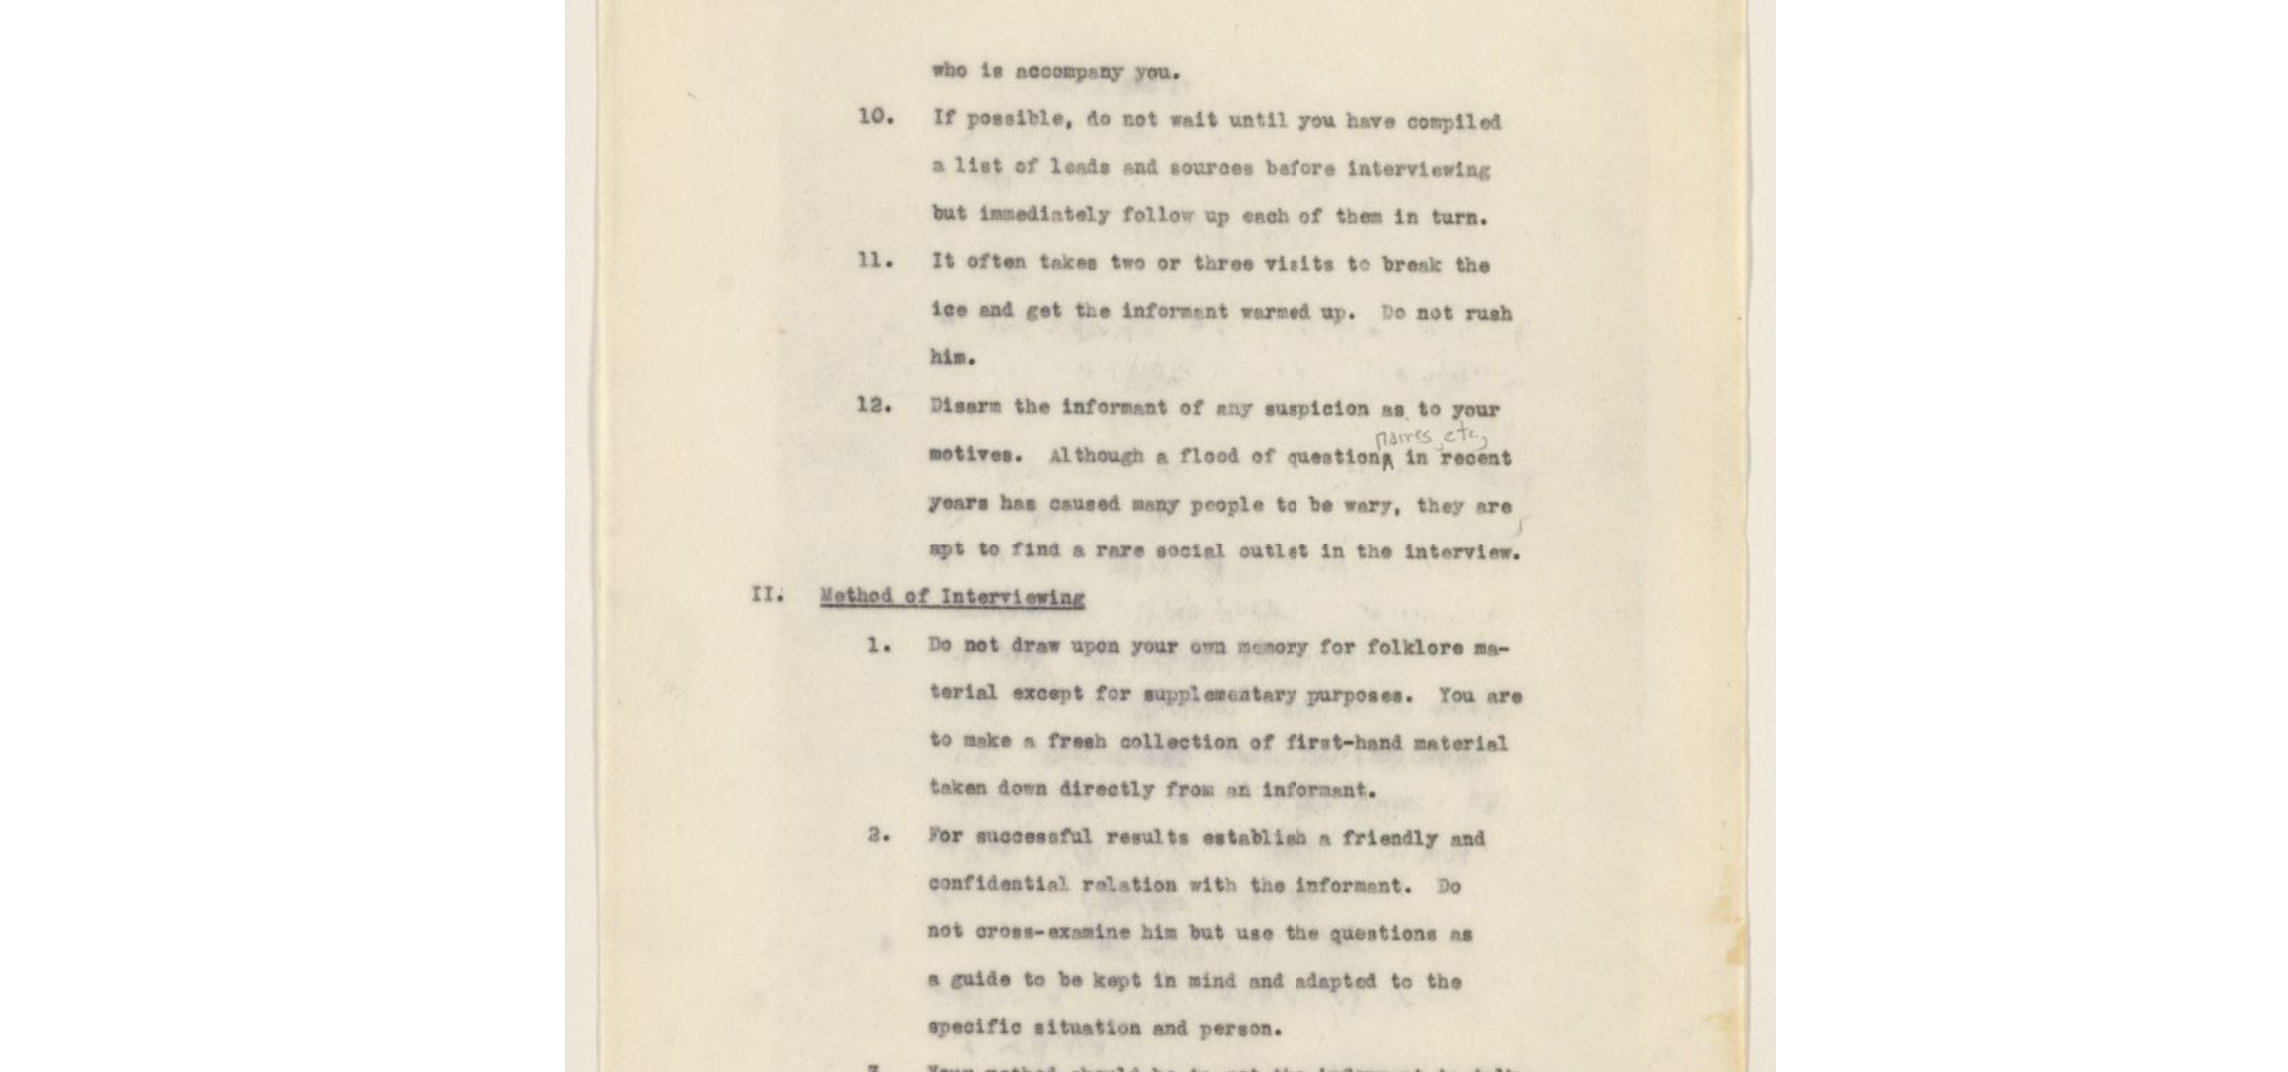 who is accompany you.
10. If possible, do not wait until you have compiled
a list of leads and sources before interviewing
but immediately follow up each of them in turn.
11. It often takes two or three visits to break the
ice and get the informant warmed up. Do not rush
him.
12. Disarm the informant of any suspicion as to your
naires, etc,
motives. Although a flood of question in recent
years has caused many people to be wary, they are
apt to find a rare social outlet in the interview.
II. Method of Interviewing
1. Do not draw upon your own memory for folklore ma-
terial except for supplementary purposes. You are
to make a fresh collection of first-hand material
taken down directly from an informant.
2. For successful results establish a friendly and
confidential relation with the informant. Do
not cross-examine him but use the questions as
a guide to be kept in mind and adapted to the
specific situation and person.